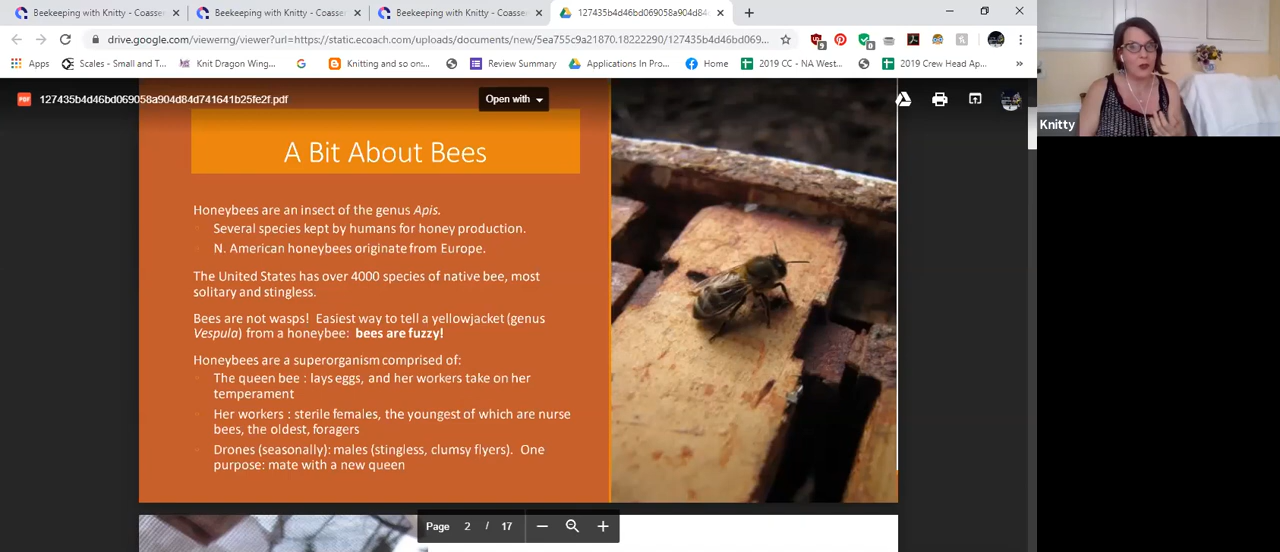 Beekeeping with Knitty - Coasser
Beekeeping with Knitty - Coasser
Beekeeping with Knitty - Coasser
127435b4d46bd069058a904d84
drive.google.com/viewerng/viewer?url=https://static.ecoach.com/uploads/documents/new/5ea755c9a21870.18222290/127435b4d46bd069...
Apps
Scales - Small and T...
Knit Dragon Wing...
Knitting and so on:...
Review Summary
Applications In Pro...
Home
2019 CC - NA West...
2019 Crew Head Ap...
»
PDF
127435b4d46bd069058a904d84d741641b25fe2f.pdf
Open with
A Bit About Bees
Honeybees are an insect of the genus Apis.
Several species kept by humans for honey production.
N. American honeybees originate from Europe.
The United States has over 4000 species of native bee, most
solitary and stingless.
Bees are not wasps! Easiest way to tell a yellowjacket (genus
Vespula) from a honeybee: bees are fuzzy!
Honeybees are a superorganism comprised of:
The queen bee : lays eggs, and her workers take on her
temperament
Her workers : sterile females, the youngest of which are nurse
bees, the oldest, foragers
Drones (seasonally): males (stingless, clumsy flyers). One
purpose: mate with a new queen
Page 2 / 17
Knitty